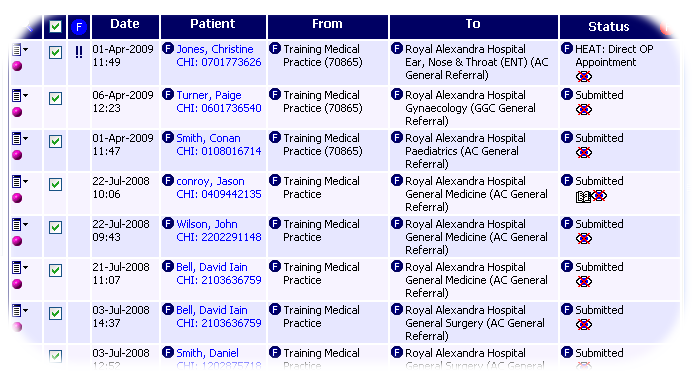 F Date Patient From To Status
!! 01-Apr-2009 F Jones, Christine F Training Medical F Royal Alexandra Hospital F HEAT: Direct OP
11:49 CHI: 0701773626 Practice (70865) Ear, Nose & Throat (ENT) (AC Appointment
General Referral)
06-Apr-2009 F Turner, Paige F Training Medical F Royal Alexandra Hospital F Submitted
12:23 CHI: 0601736540 Practice (70865) Gynaecology (GGC General
Referral)
01-Apr-2009 F Smith, Conan F Training Medical F Royal Alexandra Hospital F Submitted
11:47 CHI: 0108016714 Practice (70865) Paediatrics (AC General
Referral)
22-Jul-2008 F conroy, Jason F Training Medical F Royal Alexandra Hospital F Submitted
10:06 CHI: 0409442135 Practice General Medicine (AC General
Referral)
22-Jul-2008 F Wilson, John F Training Medical F Royal Alexandra Hospital F Submitted
09:43 CHI: 2202291148 Practice General Medicine (AC General
Referral)
21-Jul-2008 F Bell, David Iain F Training Medical F Royal Alexandra Hospital F Submitted
11:07 CHI: 2103636759 Practice General Medicine (AC General
Referral)
03-Jul-2008 F Bell, David Iain F Training Medical F Royal Alexandra Hospital F Submitted
14:37 CHI: 2103636759 Practice General Surgery (AC General
Referral)
03-Jul-2008 F Smith, Daniel F Training Medical F Royal Alexandra Hospital F Submitted
CHI: Practice General Surgery (AC General